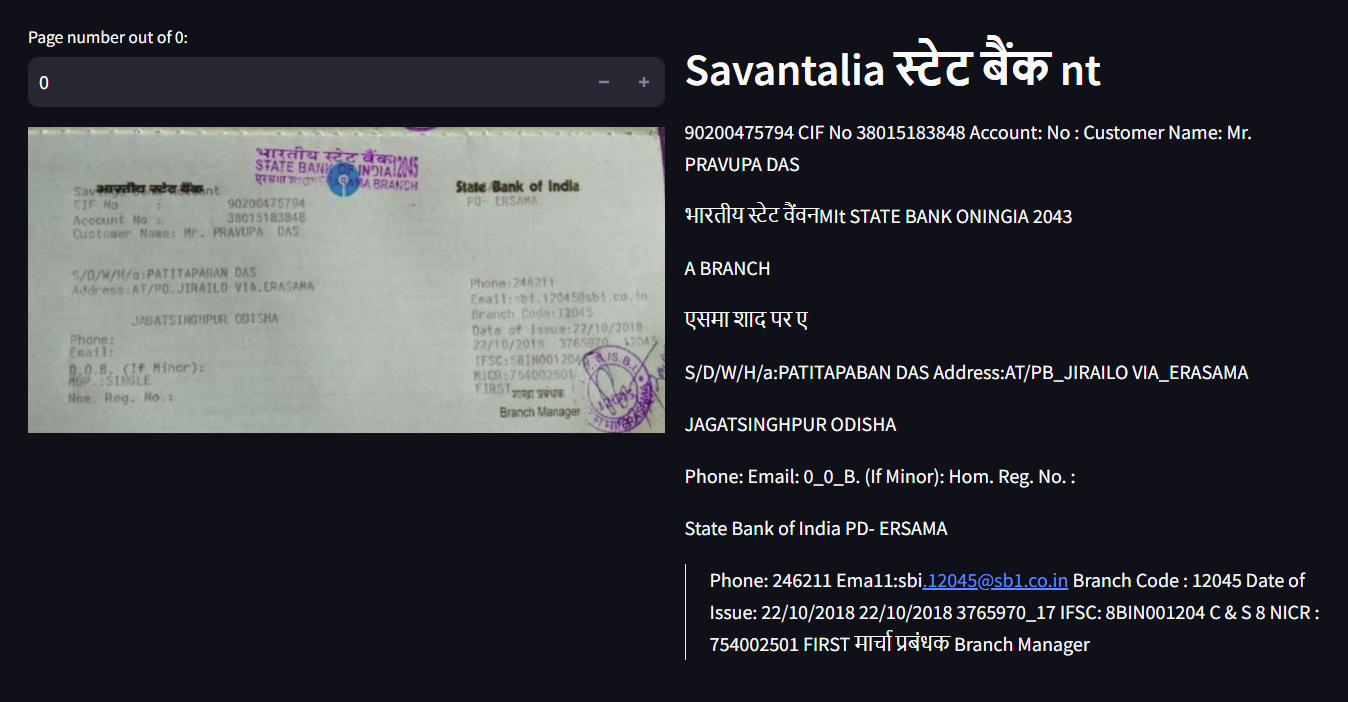 Page number out of 0:
0
भारतीय स्टेट बैंक
STATE BANK OF INDIA 12045
RAMA BRANCH
भारतीय स्टेट बैंक
CIF No : 90200475794
Account No : 38015183848
Customer Name: Mr. PRAVUPA DAS
S/D/W/H/o:PATITAPABAN DAS
Address:AT/PO.JIRAILO VIA.ERASAMA
JAGATSINGHPUR ODISHA
Phone:
Email:
D.O.B. (If Minor):
MOP.:SINGLE
Nom. Reg. No.:
State Bank of India
PD- ERSAMA
Phone:246211
Email:sbi.12045@sbi.co.in
Branch Code:12045
Date of Issue:22/10/2018
22/10/2018 3765970 12045
IFSC:SBIN0012045
MICR:754002501
FIRST
शाखा प्रबंधक
Branch Manager
Savantalia स्टेट बैंक nt
90200475794 CIF No 38015183848 Account: No : Customer Name: Mr.
PRAVUPA DAS
भारतीय स्टेट वैंवनMIt STATE BANK ONINGIA 2043
A BRANCH
एसमा शाद पर ए
S/D/W/H/a:PATITAPABAN DAS Address:AT/PB_JIRAILO VIA_ERASAMA
JAGATSINGHPUR ODISHA
Phone: Email: 0_0_B. (If Minor): Hom. Reg. No. :
State Bank of India PD- ERSAMA
Phone: 246211 Ema11:sbi.12045@sb1.co.in Branch Code : 12045 Date of
Issue: 22/10/2018 22/10/2018 3765970_17 IFSC: 8BIN001204 C & S 8 NICR :
754002501 FIRST मार्चा प्रबंधक Branch Manager